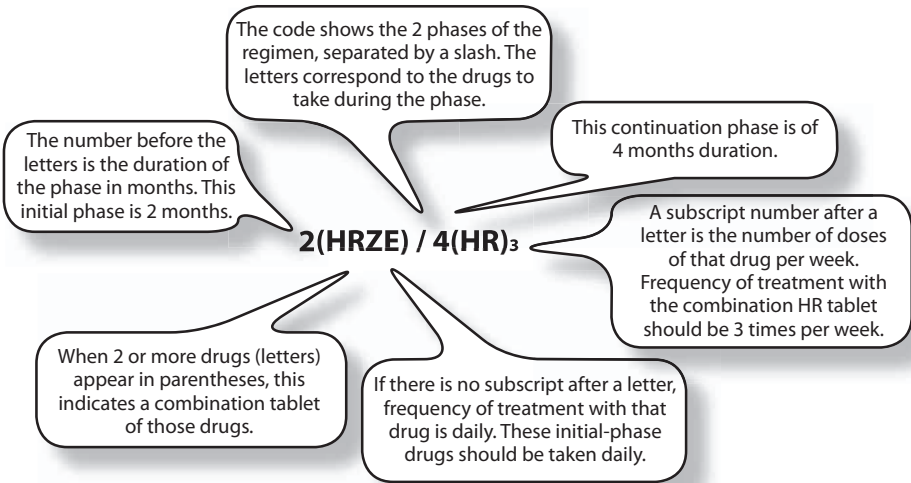 The code shows the 2 phases of the
regimen, separated by a slash. The
letters correspond to the drugs to
take during the phase.
The number before the
letters is the duration of
the phase in months. This
initial phase is 2 months.
This continuation phase is of
4 months duration.
2(HRZE) / 4(HR)₃
A subscript number after a
letter is the number of doses
of that drug per week.
Frequency of treatment with
the combination HR tablet
should be 3 times per week.
When 2 or more drugs (letters)
appear in parentheses, this
indicates a combination tablet
of those drugs.
If there is no subscript after a letter,
frequency of treatment with that
drug is daily. These initial-phase
drugs should be taken daily.